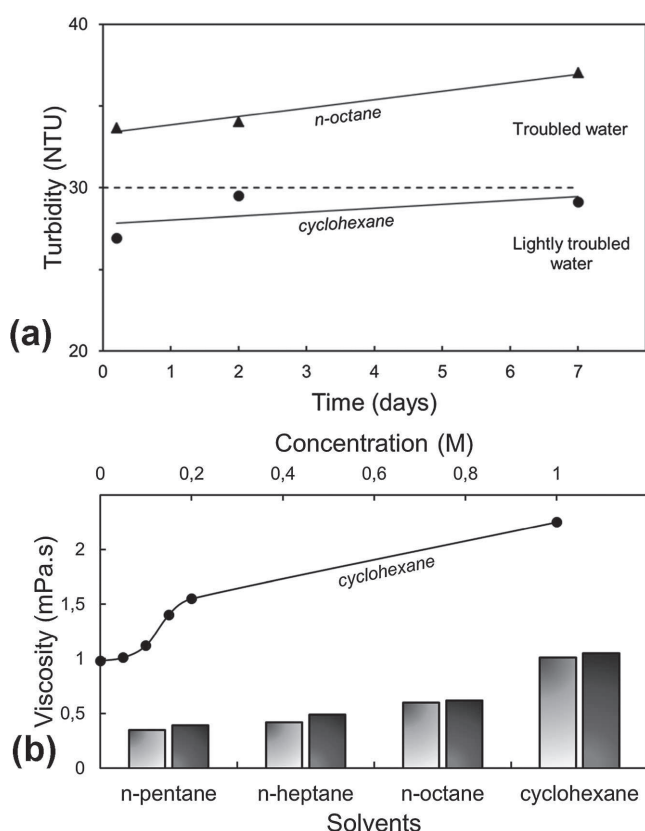 40
n-octane
Troubled water
Turbidity (NTU)
30
cyclohexane
Lightly troubled
water
(a)
20
0 1 2 3 4 5 6 7
Time (days)
Concentration (M)
0 0,2 0,4 0,6 0,8 1
2
cyclohexane
Viscosity (mPa.s)
1,5
1
0,5
(b)
0
n-pentane n-heptane n-octane cyclohexane
Solvents